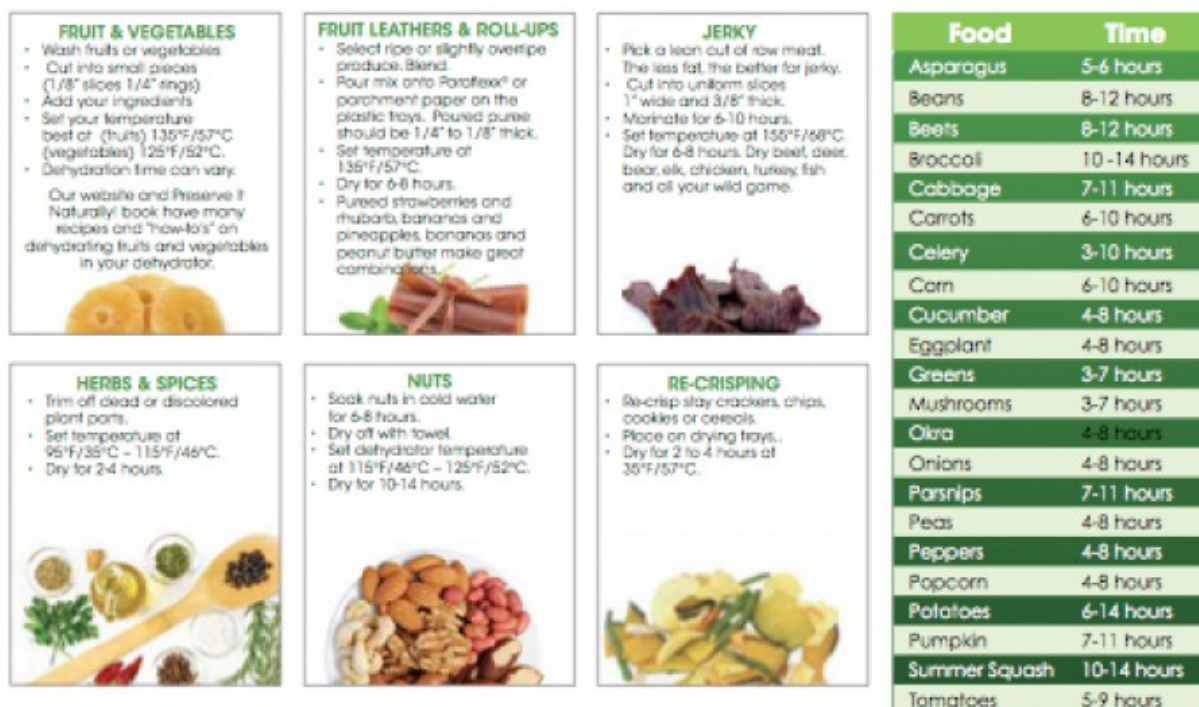 FRUIT & VEGETABLES
• Wash fruits or vegetables
• Cut into small pieces
(1/8" slices 1/4" rings)
• Add your ingredients
• Set your temperature
best at (fruits) 135°F/57°C
(vegetables) 125°F/52°C.
• Dehydration time can vary.
Our website and Preserve It
Naturally! book have many
recipes and "how-to's" on
dehydrating fruits and vegetables
in your dehydrator.
FRUIT LEATHERS & ROLL-UPS
• Select ripe or slightly overripe
produce. Blend.
• Pour mix onto Paraflexx® or
parchment paper on the
plastic trays. Poured puree
should be 1/4" to 1/8" thick.
• Set temperature at
135°F/57°C.
• Dry for 6-8 hours.
• Pureed strawberries and
rhubarb, bananas and
pineapples, bananas and
peanut butter make great
combinations.
JERKY
• Pick a lean cut of raw meat.
The less fat, the better for jerky.
• Cut into uniform slices
1" wide and 3/8" thick.
• Marinate for 6-10 hours.
• Set temperature at 155°F/68°C.
Dry for 6-8 hours. Dry beef, deer,
bear, elk, chicken, turkey, fish
and all your wild game.
HERBS & SPICES
• Trim off dead or discolored
plant parts.
• Set temperature at
95°F/35°C – 115°F/46°C.
• Dry for 2-4 hours.
NUTS
• Soak nuts in cold water
for 6-8 hours.
• Dry off with towel.
• Set dehydrator temperature
at 115°F/46°C – 125°F/52°C.
• Dry for 10-14 hours.
RE-CRISPING
• Re-crisp stay crackers, chips,
cookies or cereals.
• Place on drying trays..
• Dry for 2 to 4 hours at
35°F/57°C.
Food Time
Asparagus 5-6 hours
Beans 8-12 hours
Beets 8-12 hours
Broccoli 10 -14 hours
Cabbage 7-11 hours
Carrots 6-10 hours
Celery 3-10 hours
Corn 6-10 hours
Cucumber 4-8 hours
Eggplant 4-8 hours
Greens 3-7 hours
Mushrooms 3-7 hours
Okra 4-8 hours
Onions 4-8 hours
Parsnips 7-11 hours
Peas 4-8 hours
Peppers 4-8 hours
Popcorn 4-8 hours
Potatoes 6-14 hours
Pumpkin 7-11 hours
Summer Squash 10-14 hours
Tomatoes 5-9 hours